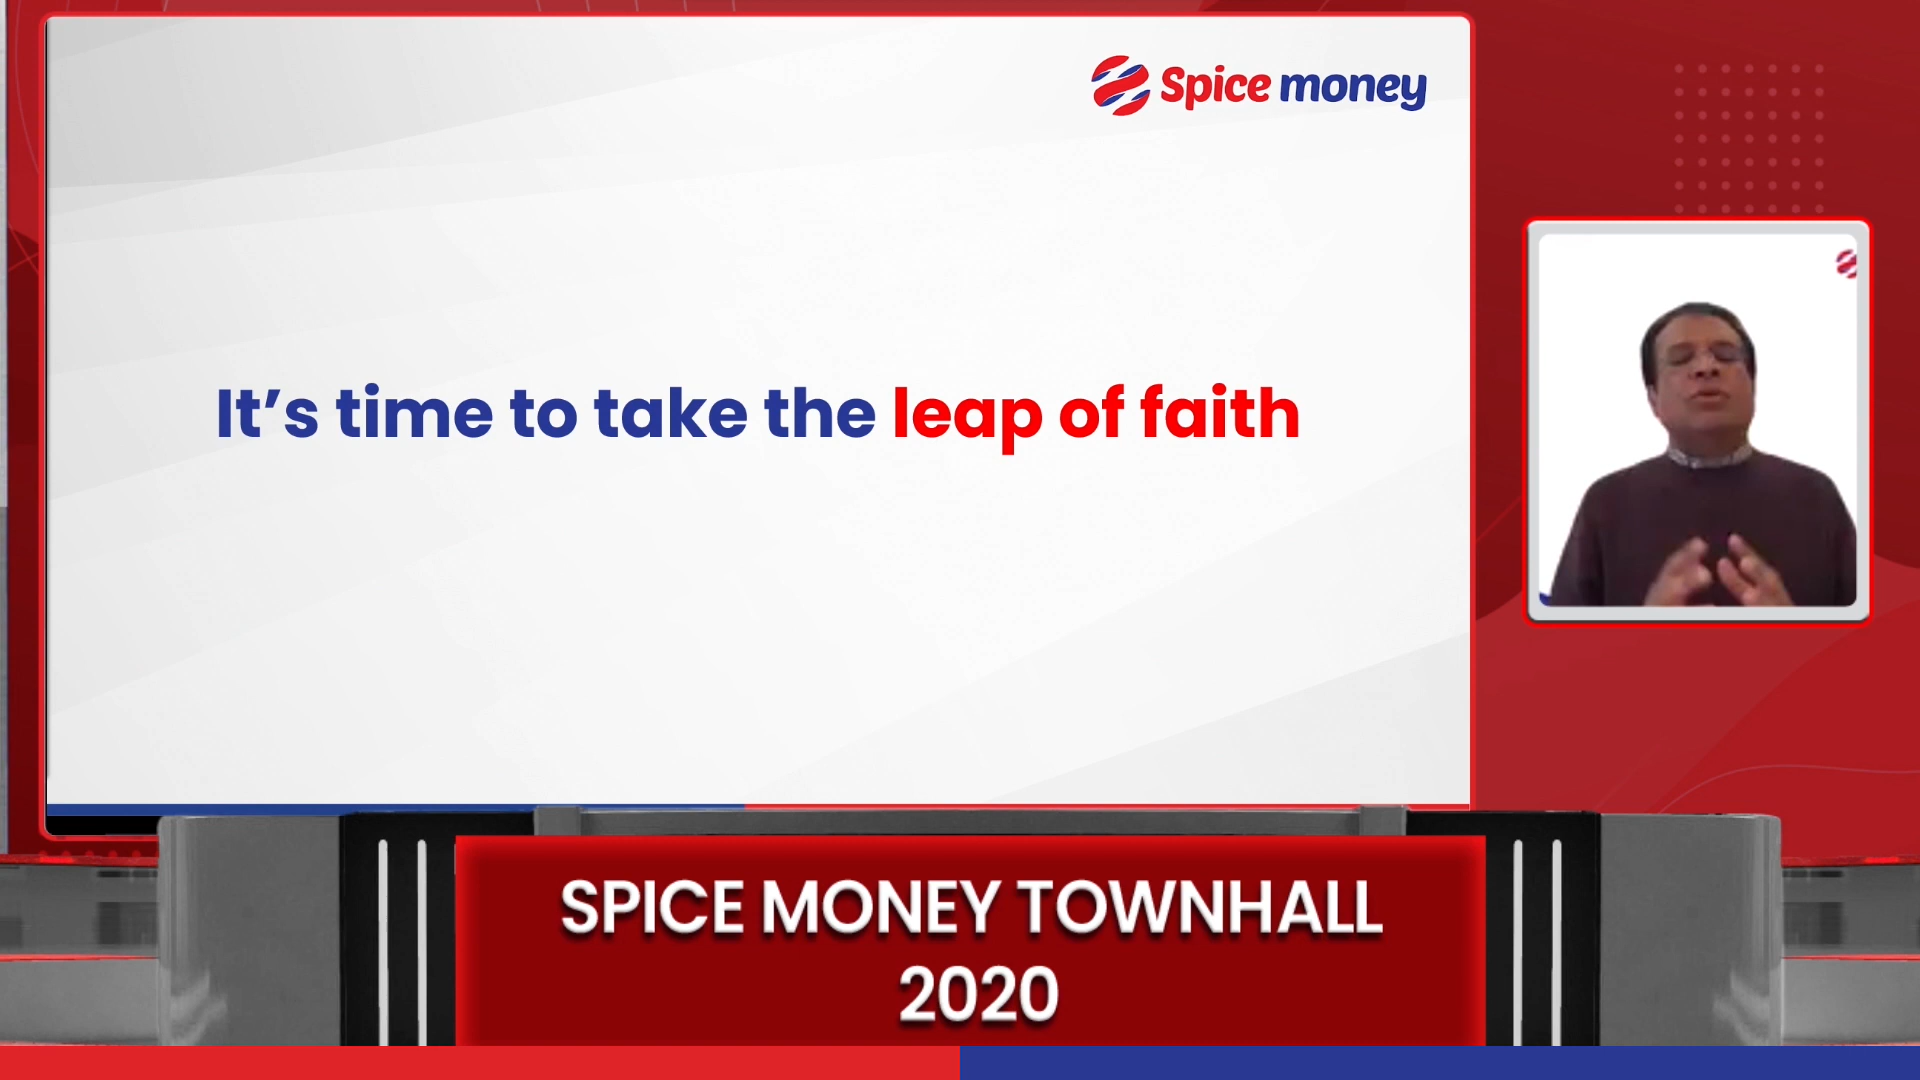 Spice money
It’s time to take the leap of faith
SPICE MONEY TOWNHALL
2020